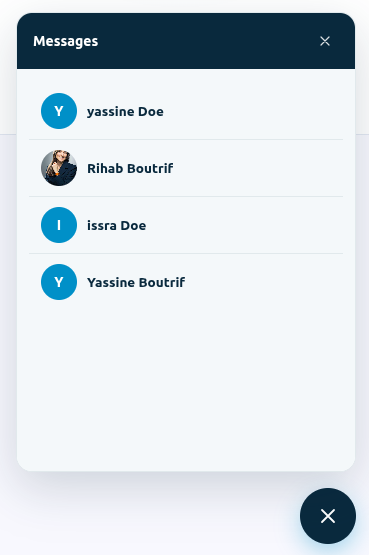 Messages
Y yassine Doe
Rihab Boutrif
I issra Doe
Y Yassine Boutrif